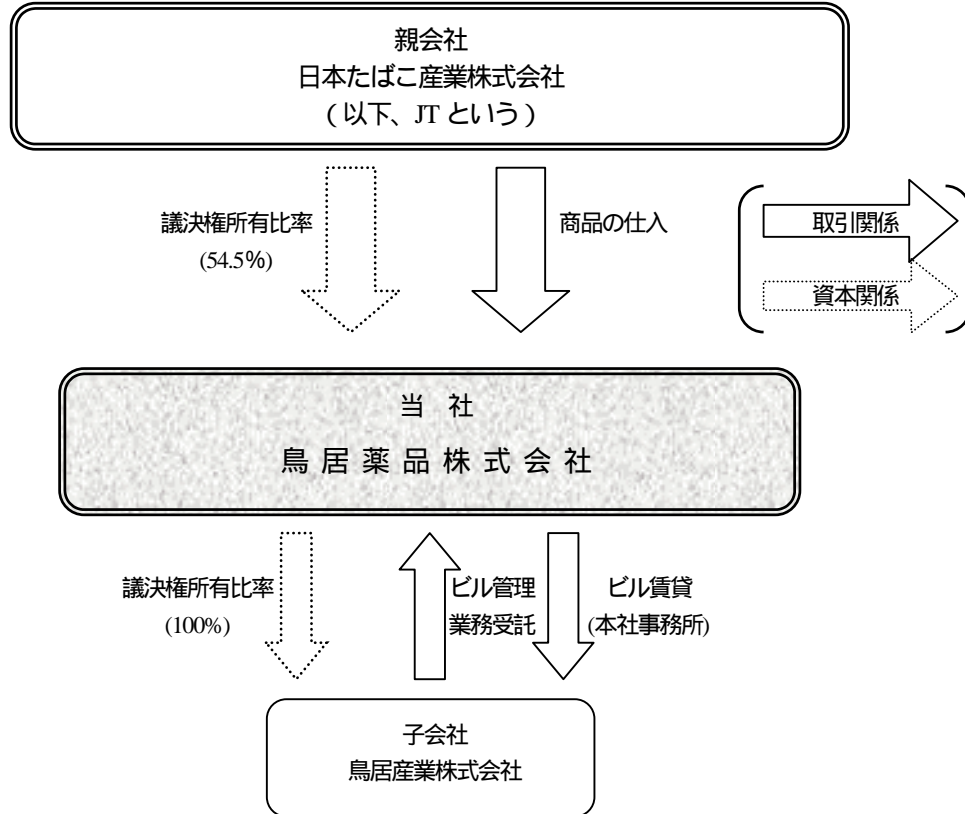 親会社
日本たばこ産業株式会社
(以下、JT という)
議決権所有比率
(54.5%)
商品の仕入
取引関係
資本関係
当 社
鳥 居 薬 品 株 式 会 社
議決権所有比率
(100%)
ビル管理
業務受託
ビル賃貸
(本社事務所)
子会社
鳥居産業株式会社